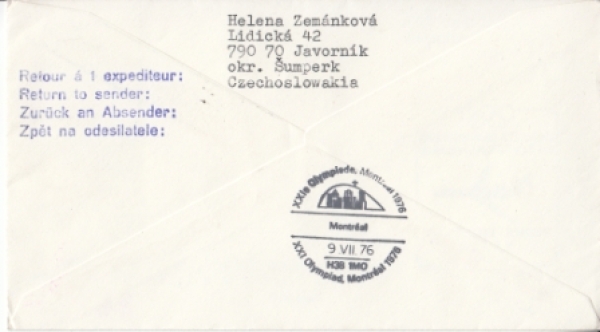 Helena Zemánková
Lidická 42
790 70 Javorník
okr. Šumperk
Czechoslowakia
Retour á l expediteur:
Return to sender:
Zurück an Absender:
Zpět na odesilatele:
XXIe Olympiade, Montréal 1976
Montréal
9 VII 76
H3B 1M0
XXI Olympiad, Montréal 1976